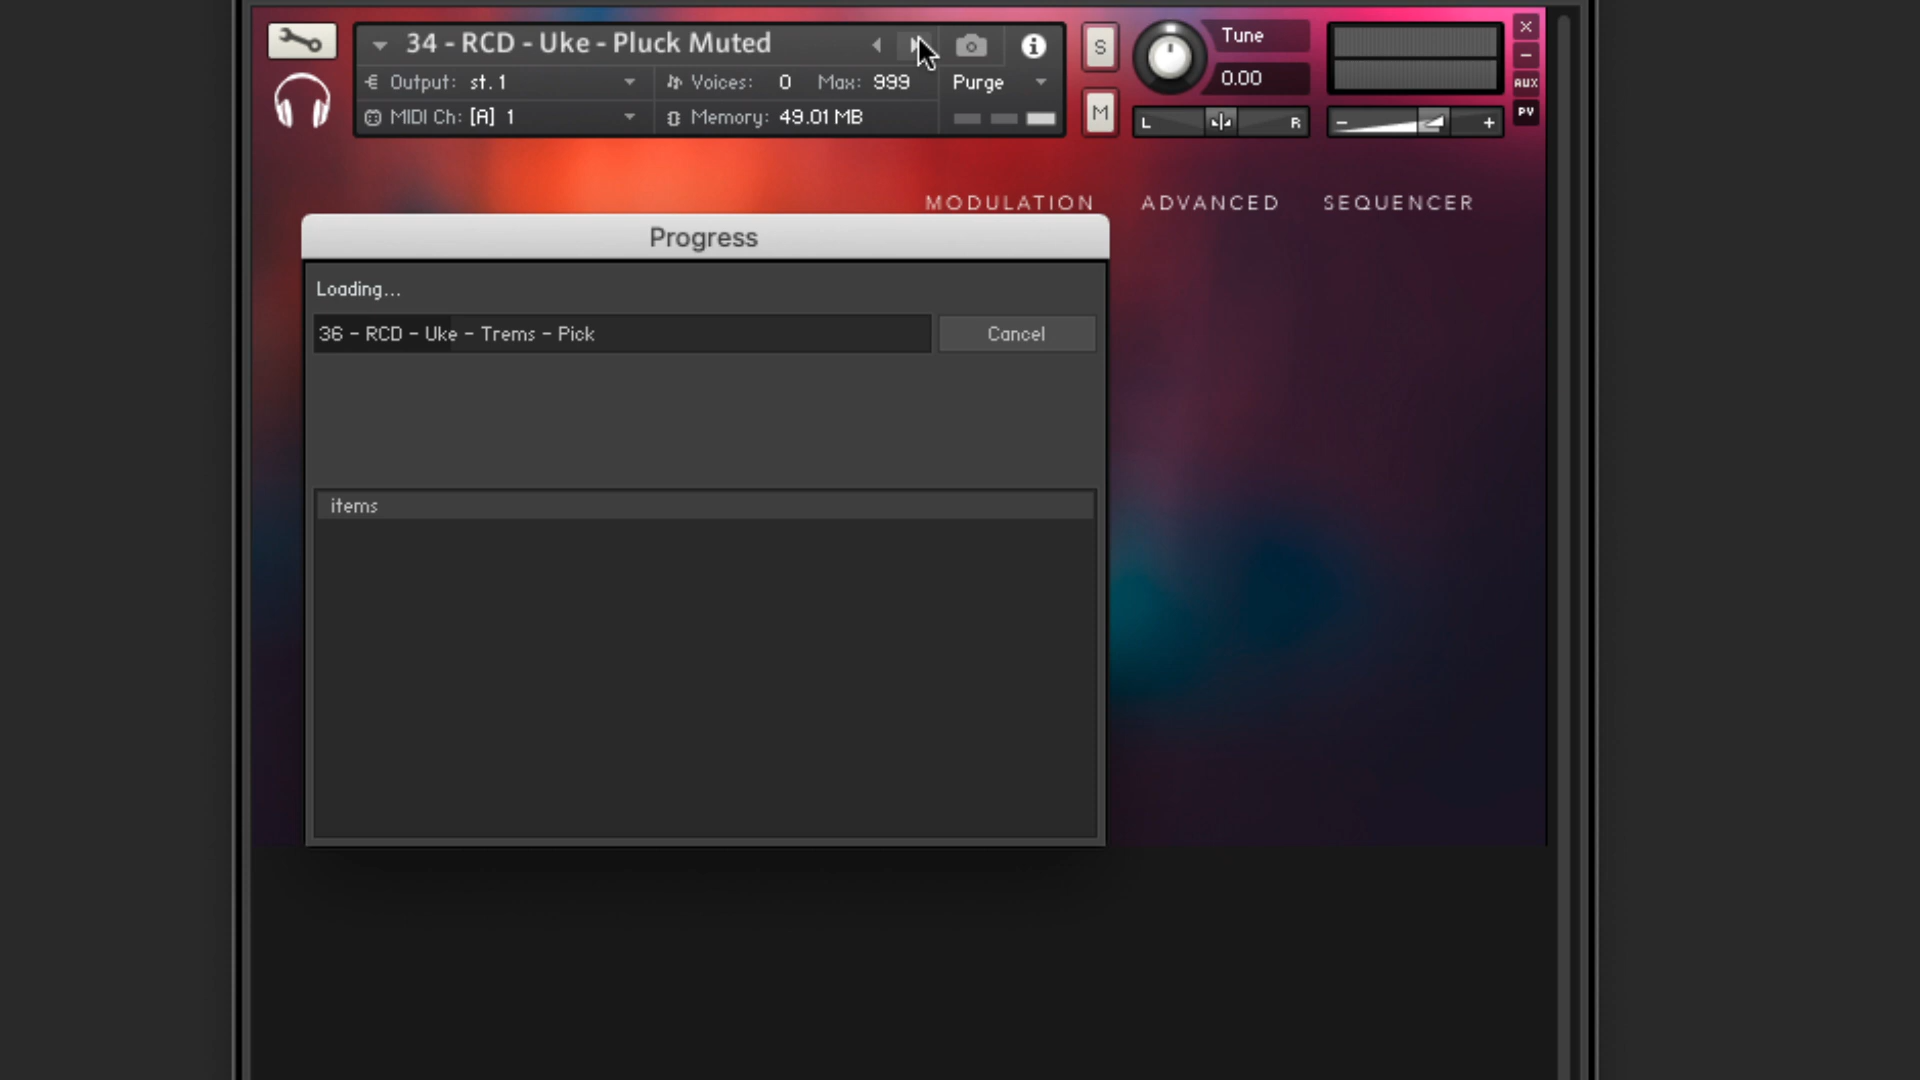 34 - RCD - Uke - Pluck Muted
Output: st. 1
Voices: 0 Max: 999
Purge
MIDI Ch: [A] 1
Memory: 49.01 MB
S
M
Tune
0.00
L R
- +
×
-
AUX
PV
MODULATION ADVANCED SEQUENCER
Progress
Loading...
36 - RCD - Uke - Trems - Pick
Cancel
items